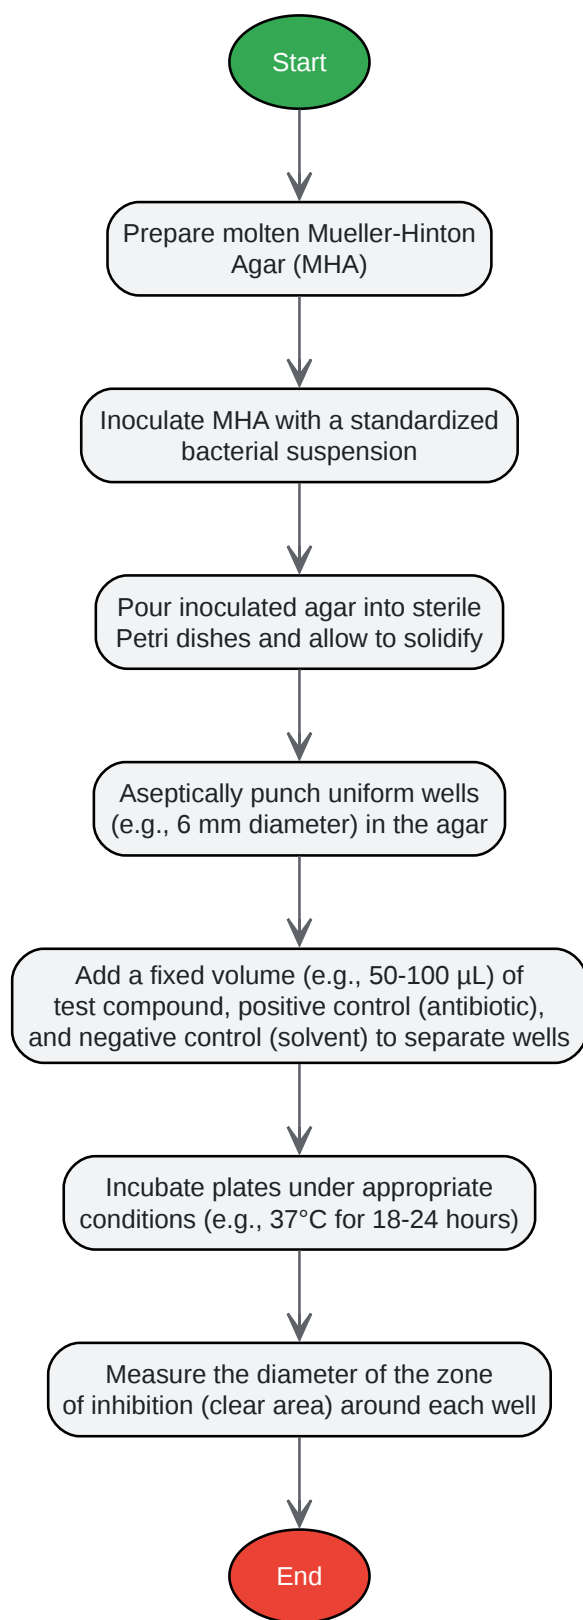 Start
Prepare molten Mueller-Hinton
Agar (MHA)
Inoculate MHA with a standardized
bacterial suspension
Pour inoculated agar into sterile
Petri dishes and allow to solidify
Aseptically punch uniform wells
(e.g., 6 mm diameter) in the agar
Add a fixed volume (e.g., 50-100 µL) of
test compound, positive control (antibiotic),
and negative control (solvent) to separate wells
Incubate plates under appropriate
conditions (e.g., 37°C for 18-24 hours)
Measure the diameter of the zone
of inhibition (clear area) around each well
End